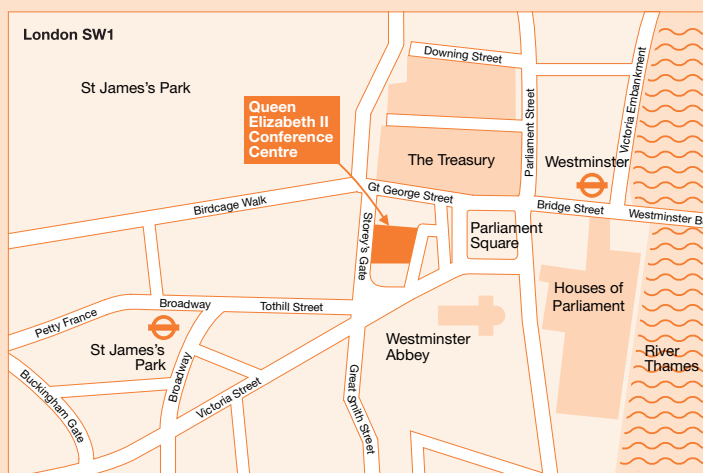 London SW1
Downing Street
St James's Park
Queen
Elizabeth II
Conference
Centre
Parliament Street
Victoria Embankment
The Treasury
Westminster
Gt George Street
Birdcage Walk
Bridge Street
Westminster B
Storey's Gate
Parliament
Square
Houses of
Parliament
Petty France
Broadway
Tothill Street
St James's
Park
Westminster
Abbey
River
Thames
Buckingham Gate
Broadway
Victoria Street
Great Smith Street